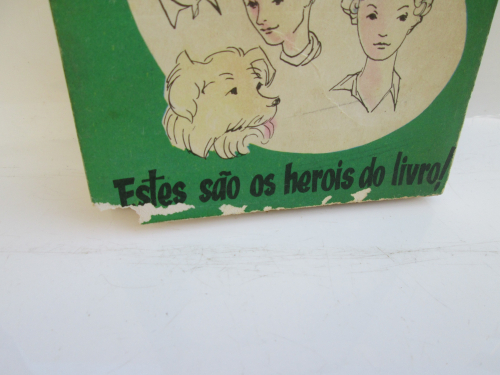 Estes são os herois do livro!